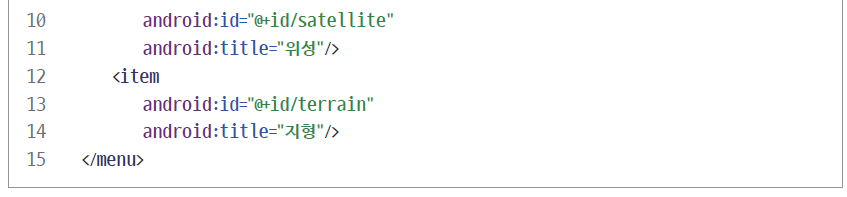 10 android:id="@+id/satellite"
11 android:title="위성"/>
12 <item
13 android:id="@+id/terrain"
14 android:title="지형"/>
15 </menu>